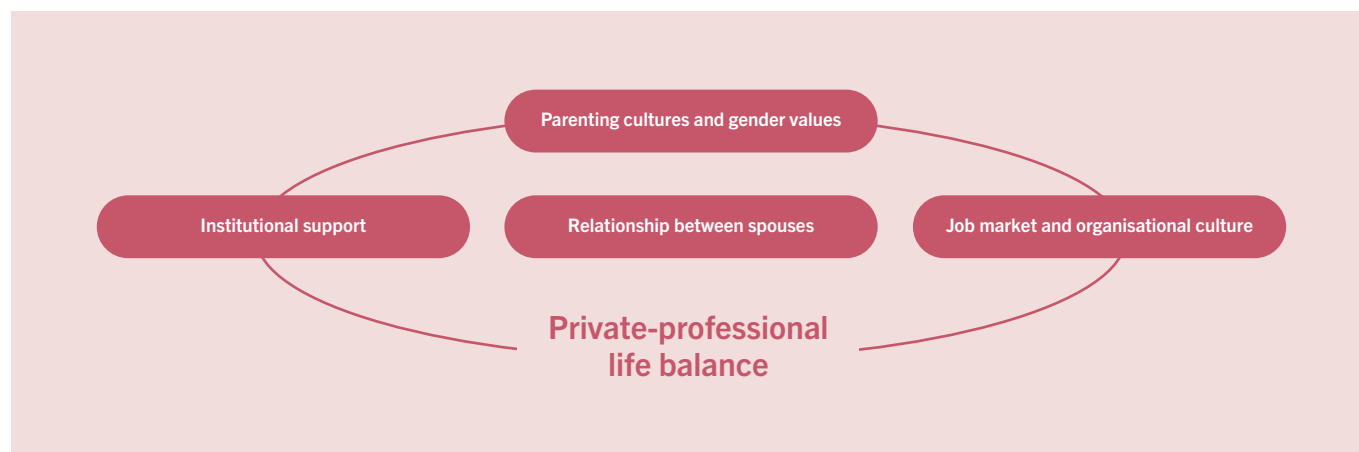 Parenting cultures and gender values
Institutional support
Relationship between spouses
Job market and organisational culture
Private-professional
life balance